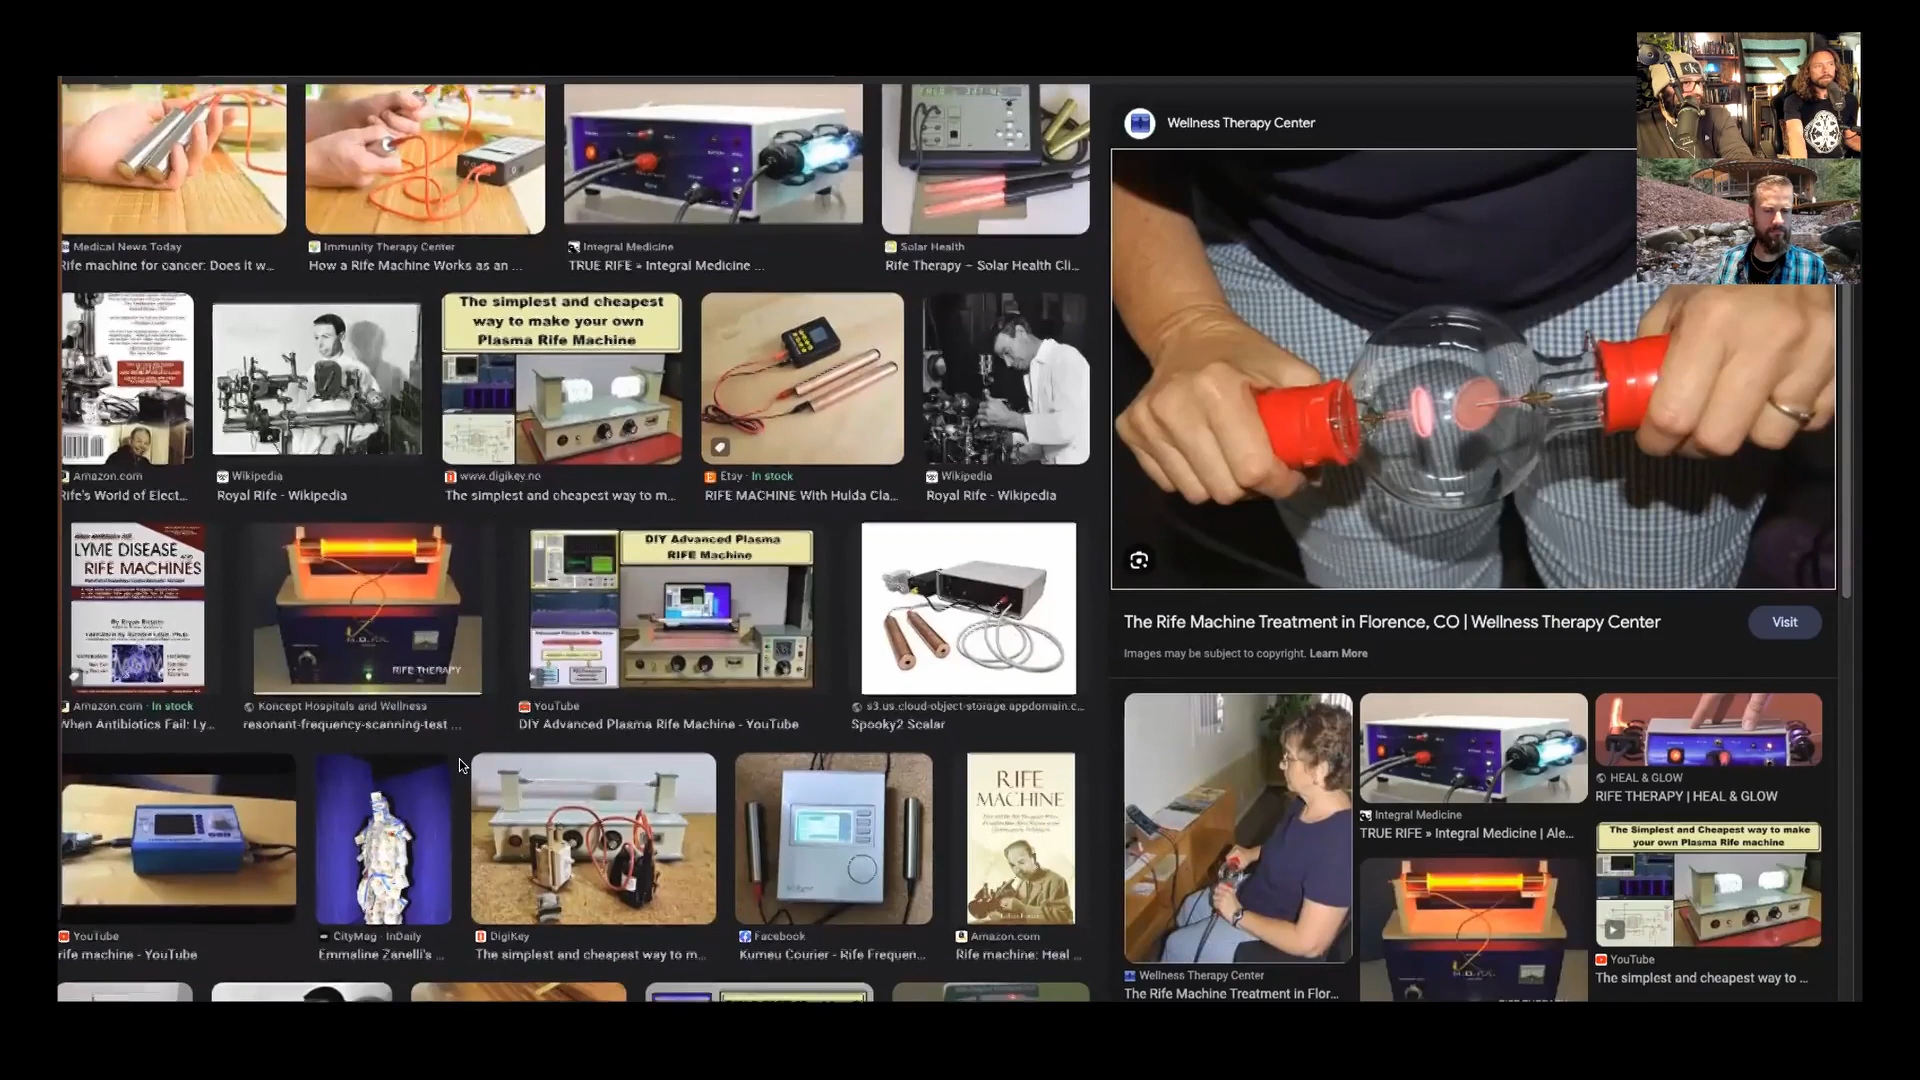 Medical News Today
Rife machine for cancer: Does it w...
Immunity Therapy Center
How a Rife Machine Works as an ...
Integral Medicine
TRUE RIFE » Integral Medicine ...
Solar Health
Rife Therapy – Solar Health Cli...
Amazon.com
Rife's World of Elect...
Wikipedia
Royal Rife - Wikipedia
The simplest and cheapest
way to make your own
Plasma Rife Machine
www.digikey.no
The simplest and cheapest way to m...
Etsy · In stock
RIFE MACHINE With Hulda Cla...
Wikipedia
Royal Rife - Wikipedia
LYME DISEASE
RIFE MACHINES
Amazon.com · In stock
When Antibiotics Fail: Ly...
RIFE THERAPY
Koncept Hospitals and Wellness
resonant-frequency-scanning-test ...
DIY Advanced Plasma
RIFE Machine
YouTube
DIY Advanced Plasma Rife Machine - YouTube
s3.us.cloud-object-storage.appdomain.c...
Spooky2 Scalar
YouTube
rife machine - YouTube
CityMag · InDaily
Emmaline Zanelli's ...
DigiKey
The simplest and cheapest way to m...
Facebook
Kumeu Courier - Rife Frequen...
RIFE
MACHINE
Amazon.com
Rife machine: Heal ...
Wellness Therapy Center
The Rife Machine Treatment in Florence, CO | Wellness Therapy Center
Visit
Images may be subject to copyright. Learn More
Wellness Therapy Center
The Rife Machine Treatment in Flor...
Integral Medicine
TRUE RIFE » Integral Medicine | Ale...
HEAL & GLOW
RIFE THERAPY | HEAL & GLOW
The Simplest and Cheapest way to make
your own Plasma Rife machine
YouTube
The simplest and cheapest way to ...